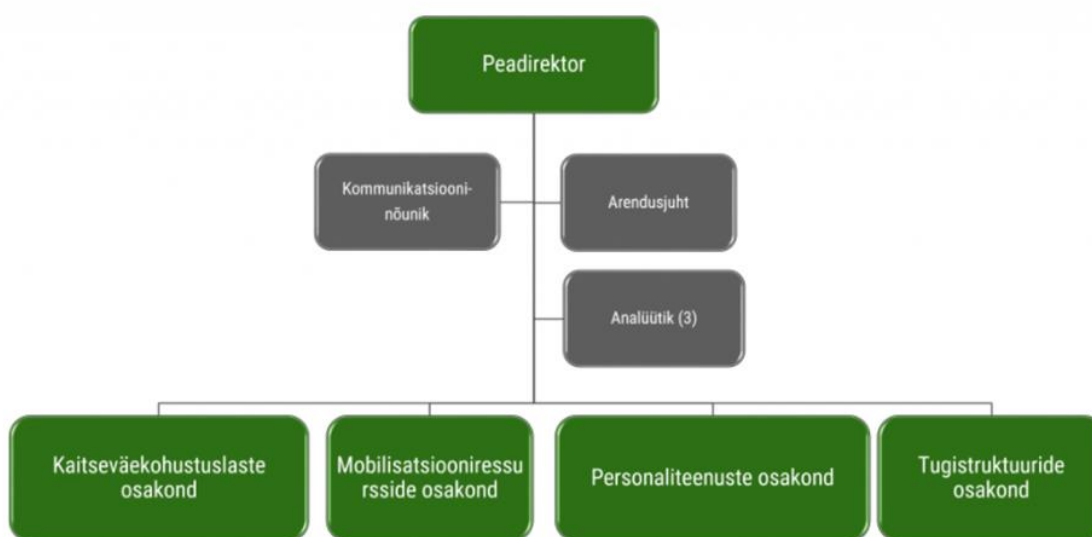 Peadirektor
Kommunikatsiooni-
nõunik
Arendusjuht
Analüütik (3)
Kaitseväekohustuslaste
osakond
Mobilisatsiooniressu
rsside osakond
Personaliteenuste osakond
Tugistruktuuride
osakond